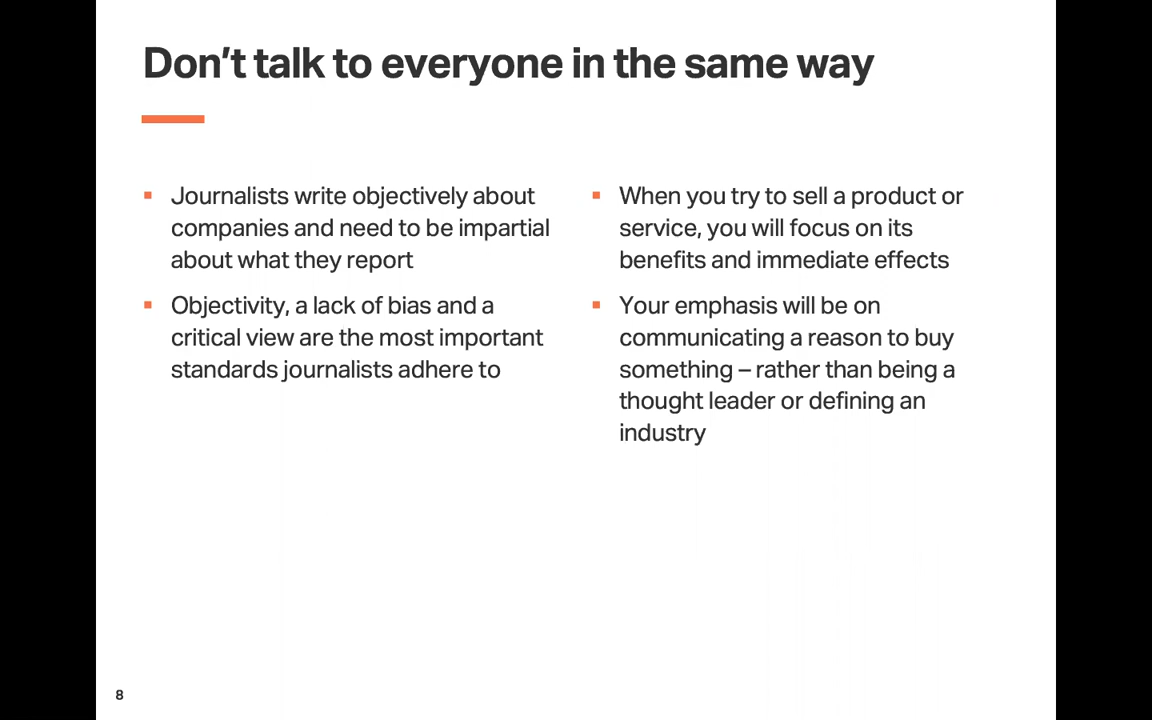 Don’t talk to everyone in the same way
▪ Journalists write objectively about
companies and need to be impartial
about what they report
▪ Objectivity, a lack of bias and a
critical view are the most important
standards journalists adhere to
▪ When you try to sell a product or
service, you will focus on its
benefits and immediate effects
▪ Your emphasis will be on
communicating a reason to buy
something – rather than being a
thought leader or defining an
industry
8